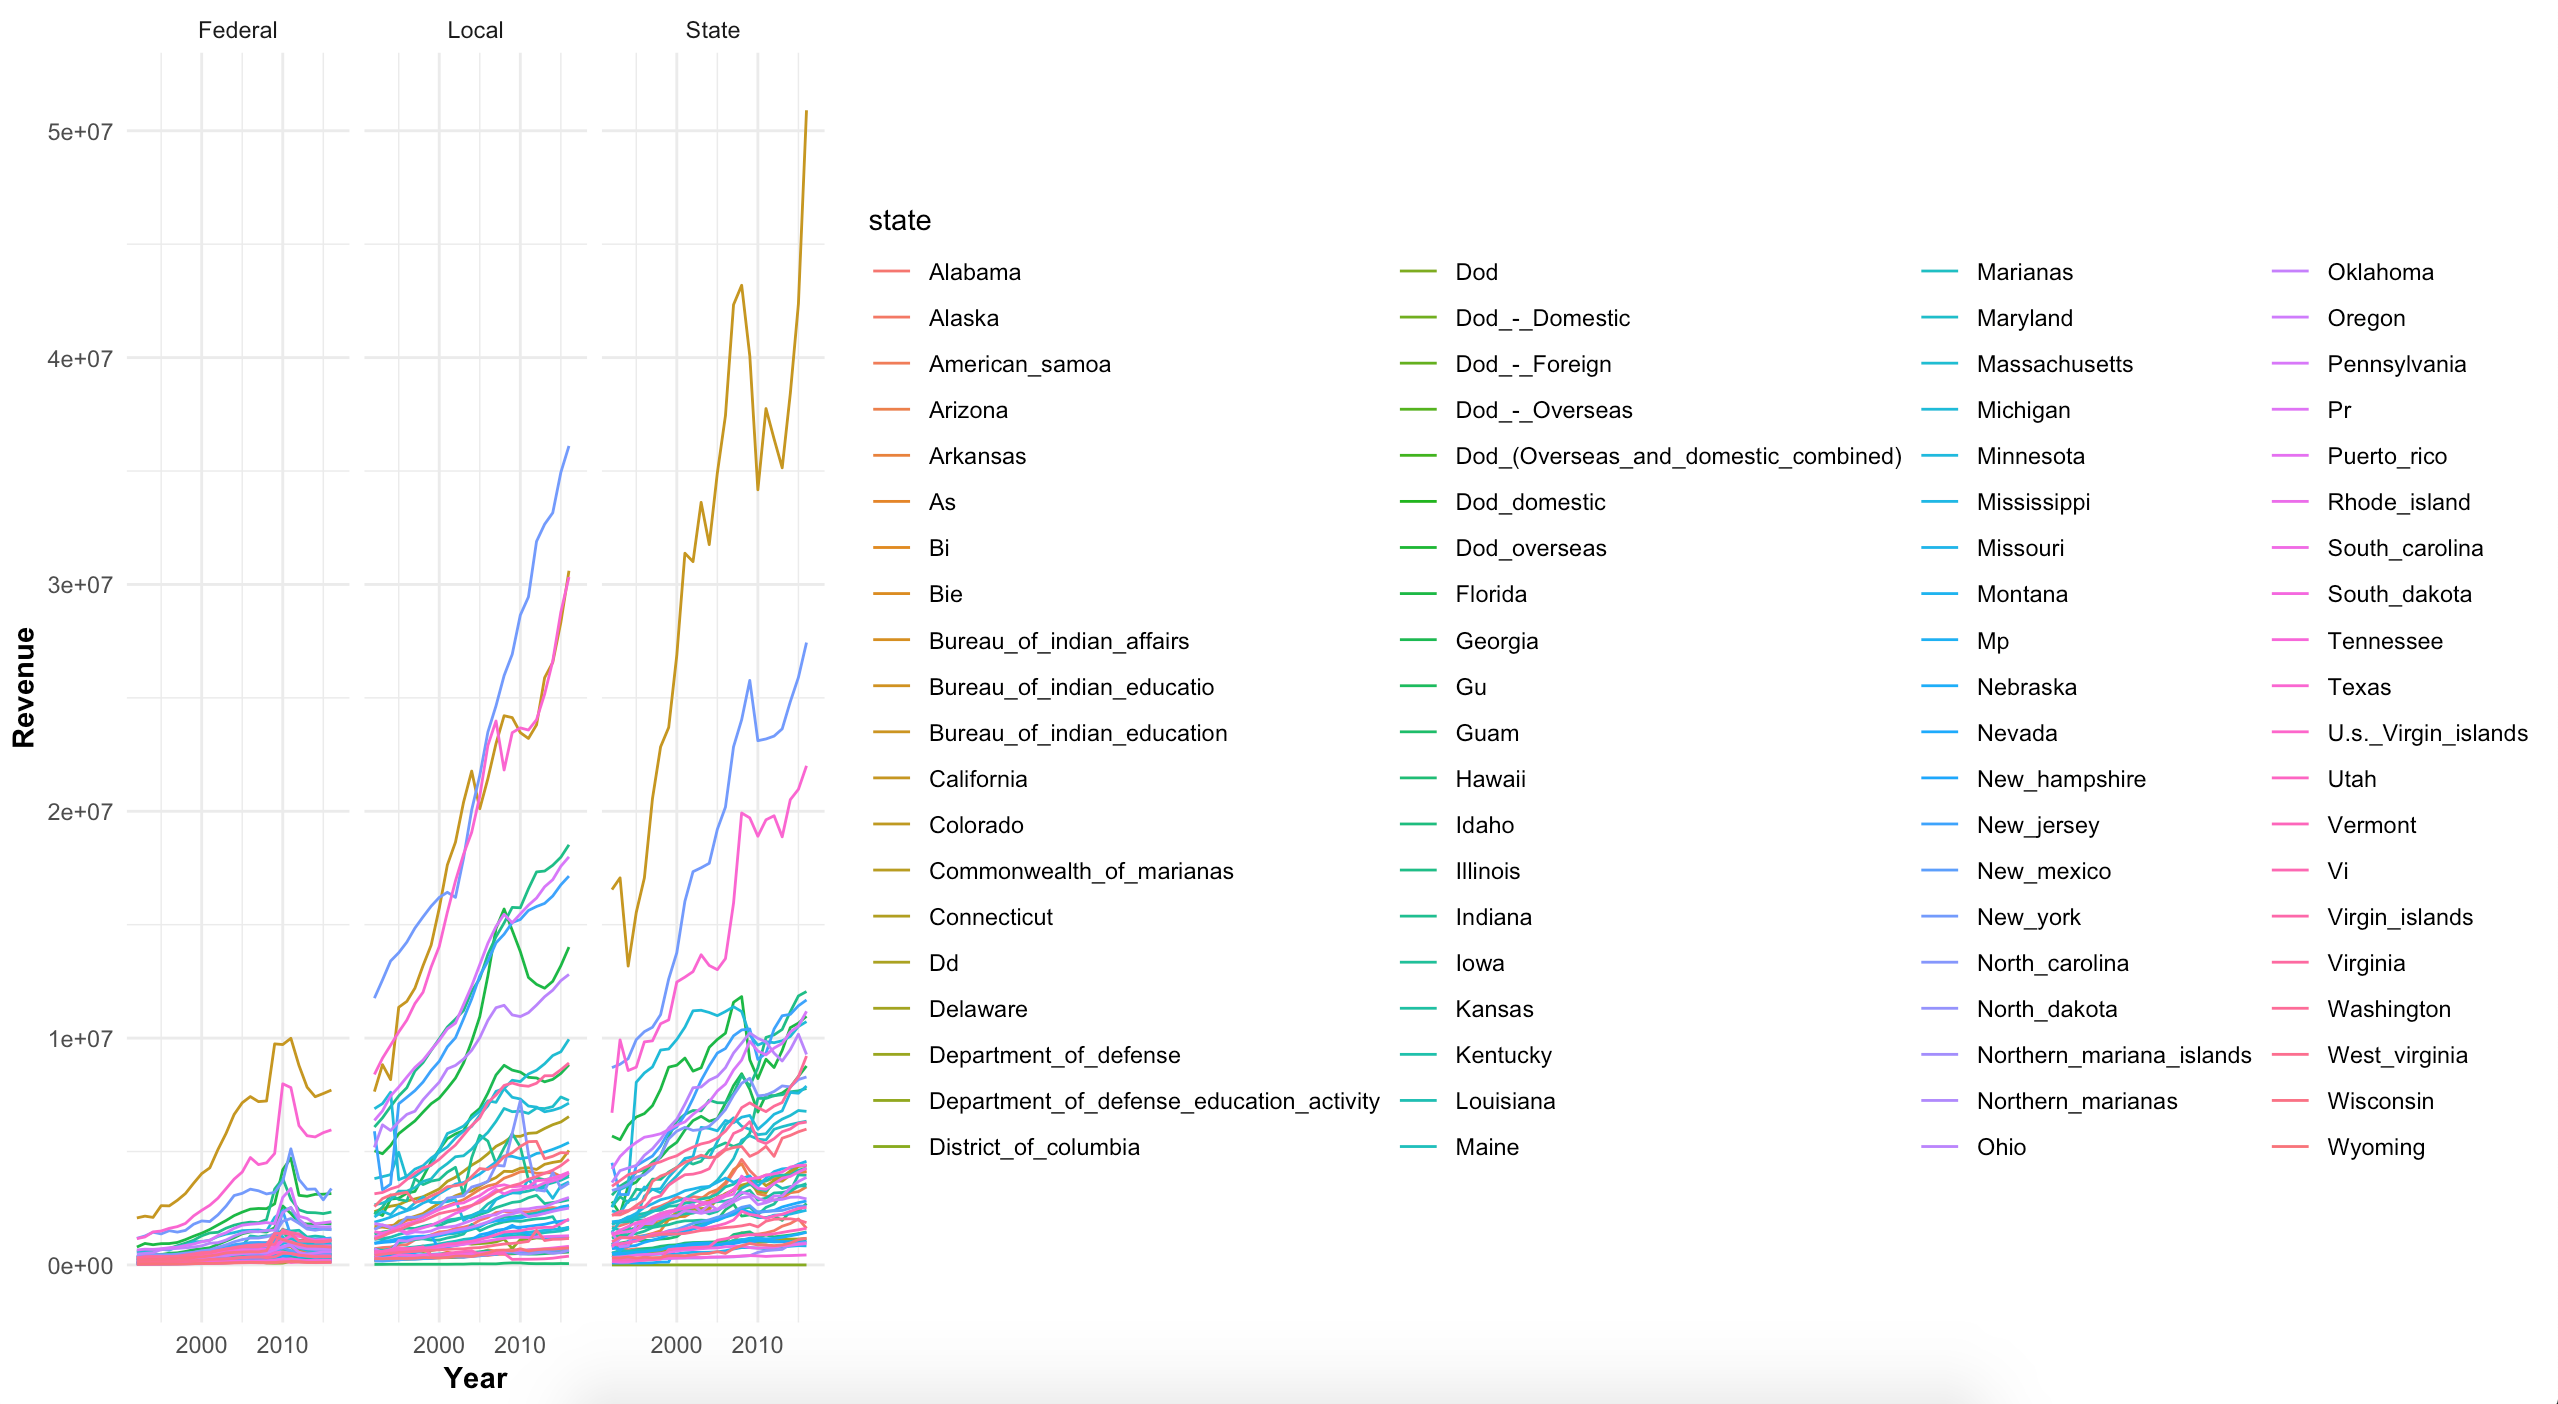 Federal
Local
State
5e+07
4e+07
3e+07
2e+07
1e+07
0e+00
Revenue
2000 2010
2000 2010
2000 2010
Year
state
Alabama
Alaska
American_samoa
Arizona
Arkansas
As
Bi
Bie
Bureau_of_indian_affairs
Bureau_of_indian_educatio
Bureau_of_indian_education
California
Colorado
Commonwealth_of_marianas
Connecticut
Dd
Delaware
Department_of_defense
Department_of_defense_education_activity
District_of_columbia
Dod
Dod_-_Domestic
Dod_-_Foreign
Dod_-_Overseas
Dod_(Overseas_and_domestic_combined)
Dod_domestic
Dod_overseas
Florida
Georgia
Gu
Guam
Hawaii
Idaho
Illinois
Indiana
Iowa
Kansas
Kentucky
Louisiana
Maine
Marianas
Maryland
Massachusetts
Michigan
Minnesota
Mississippi
Missouri
Montana
Mp
Nebraska
Nevada
New_hampshire
New_jersey
New_mexico
New_york
North_carolina
North_dakota
Northern_mariana_islands
Northern_marianas
Ohio
Oklahoma
Oregon
Pennsylvania
Pr
Puerto_rico
Rhode_island
South_carolina
South_dakota
Tennessee
Texas
U.s._Virgin_islands
Utah
Vermont
Vi
Virgin_islands
Virginia
Washington
West_virginia
Wisconsin
Wyoming